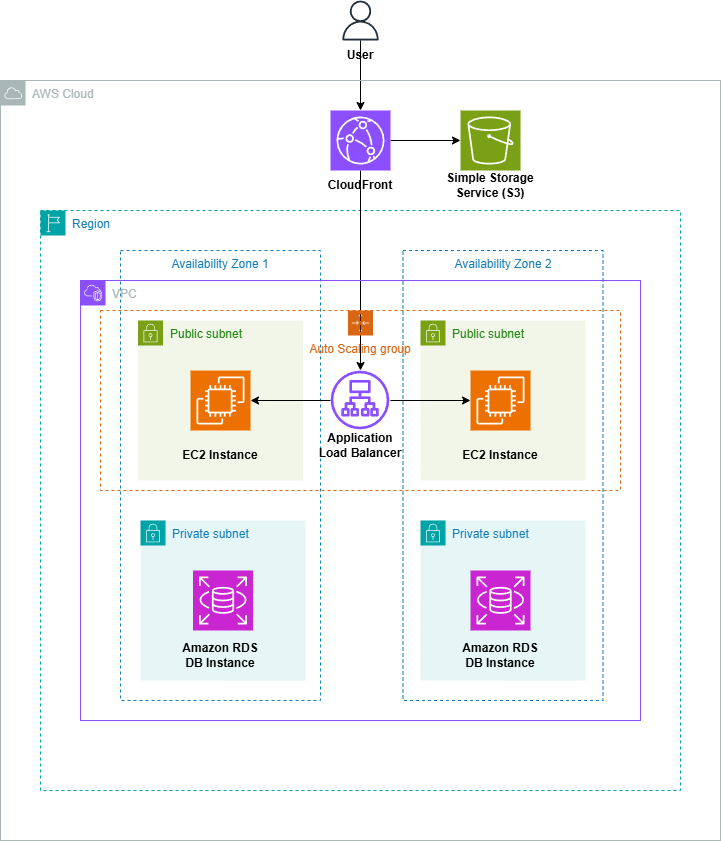 User
AWS Cloud
CloudFront
Simple Storage
Service (S3)
Region
Availability Zone 1
Availability Zone 2
VPC
Public subnet
Public subnet
Auto Scaling group
EC2 Instance
Application
Load Balancer
EC2 Instance
Private subnet
Private subnet
Amazon RDS
DB Instance
Amazon RDS
DB Instance